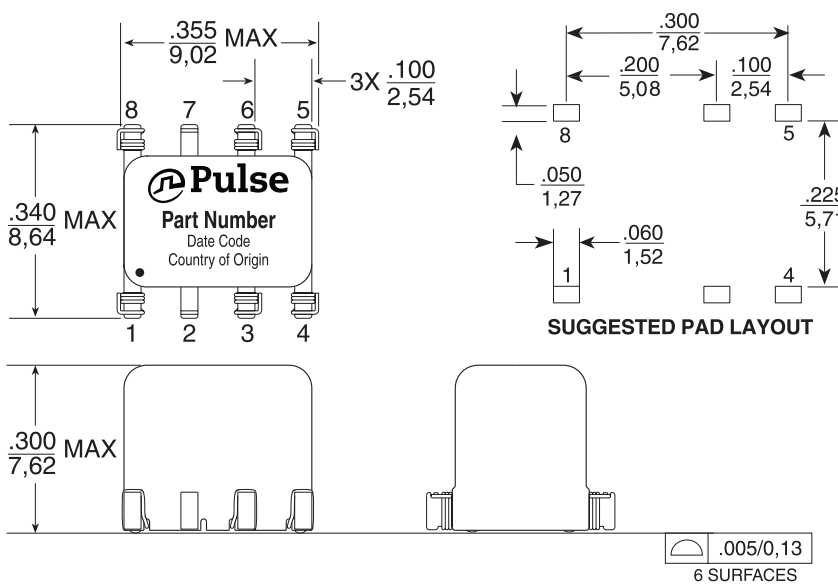 .355
9,02 MAX
3X .100
2,54
8 7 6 5
.340
8,64 MAX
Pulse
Part Number
Date Code
Country of Origin
1 2 3 4
.300
7,62
.200
5,08
.100
2,54
8 5
.050
1,27
.225
5,71
.060
1,52
1 4
SUGGESTED PAD LAYOUT
.300
7,62 MAX
.005/0,13
6 SURFACES